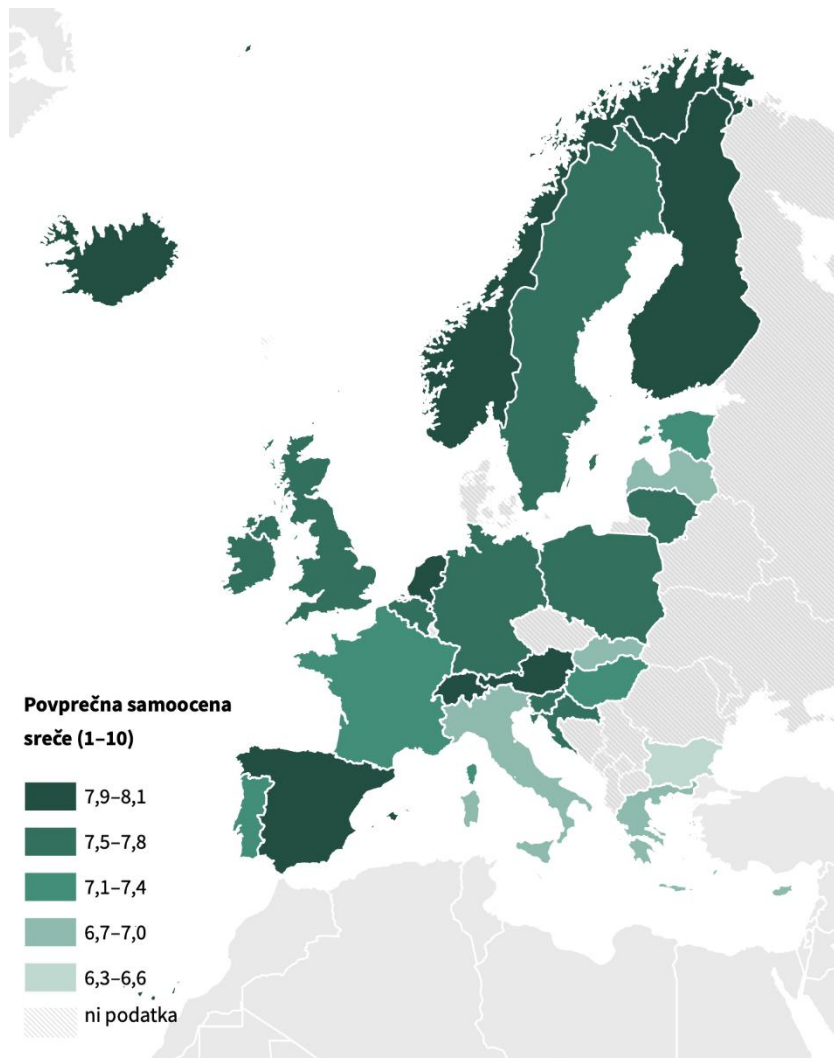 Povprečna samoocena
sreče (1–10)
7,9–8,1
7,5–7,8
7,1–7,4
6,7–7,0
6,3–6,6
ni podatka